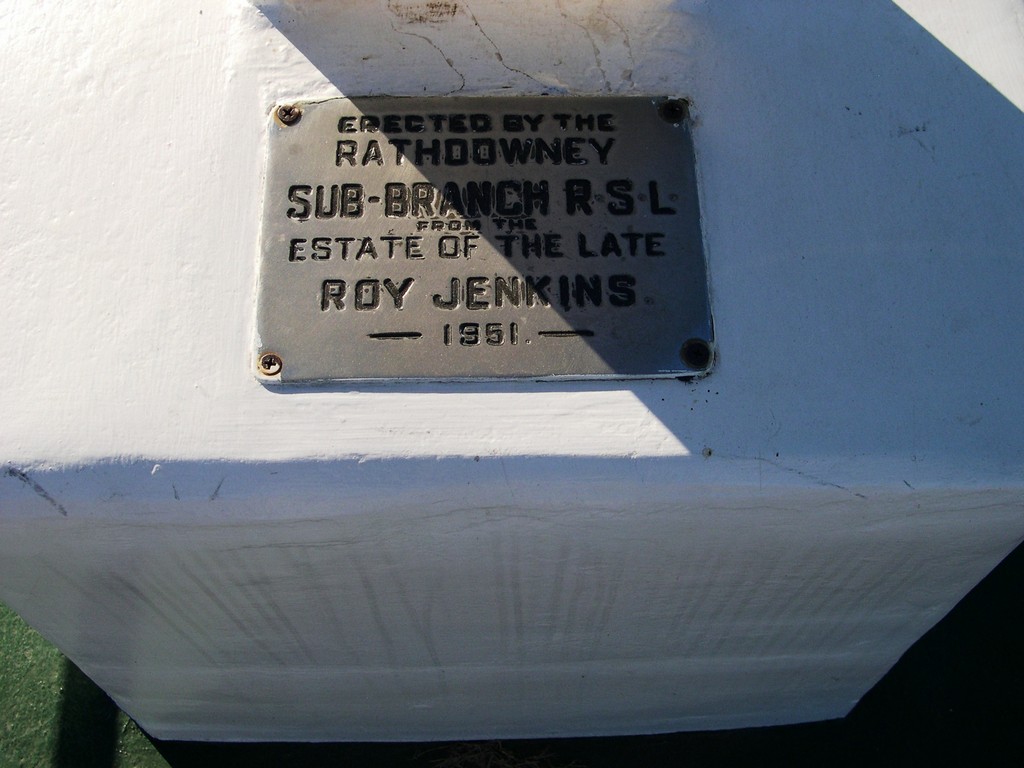 ERECTED BY THE
RATHDOWNEY
SUB-BRANCH R·S·L
FROM THE
ESTATE OF THE LATE
ROY JENKINS
— 1951. —